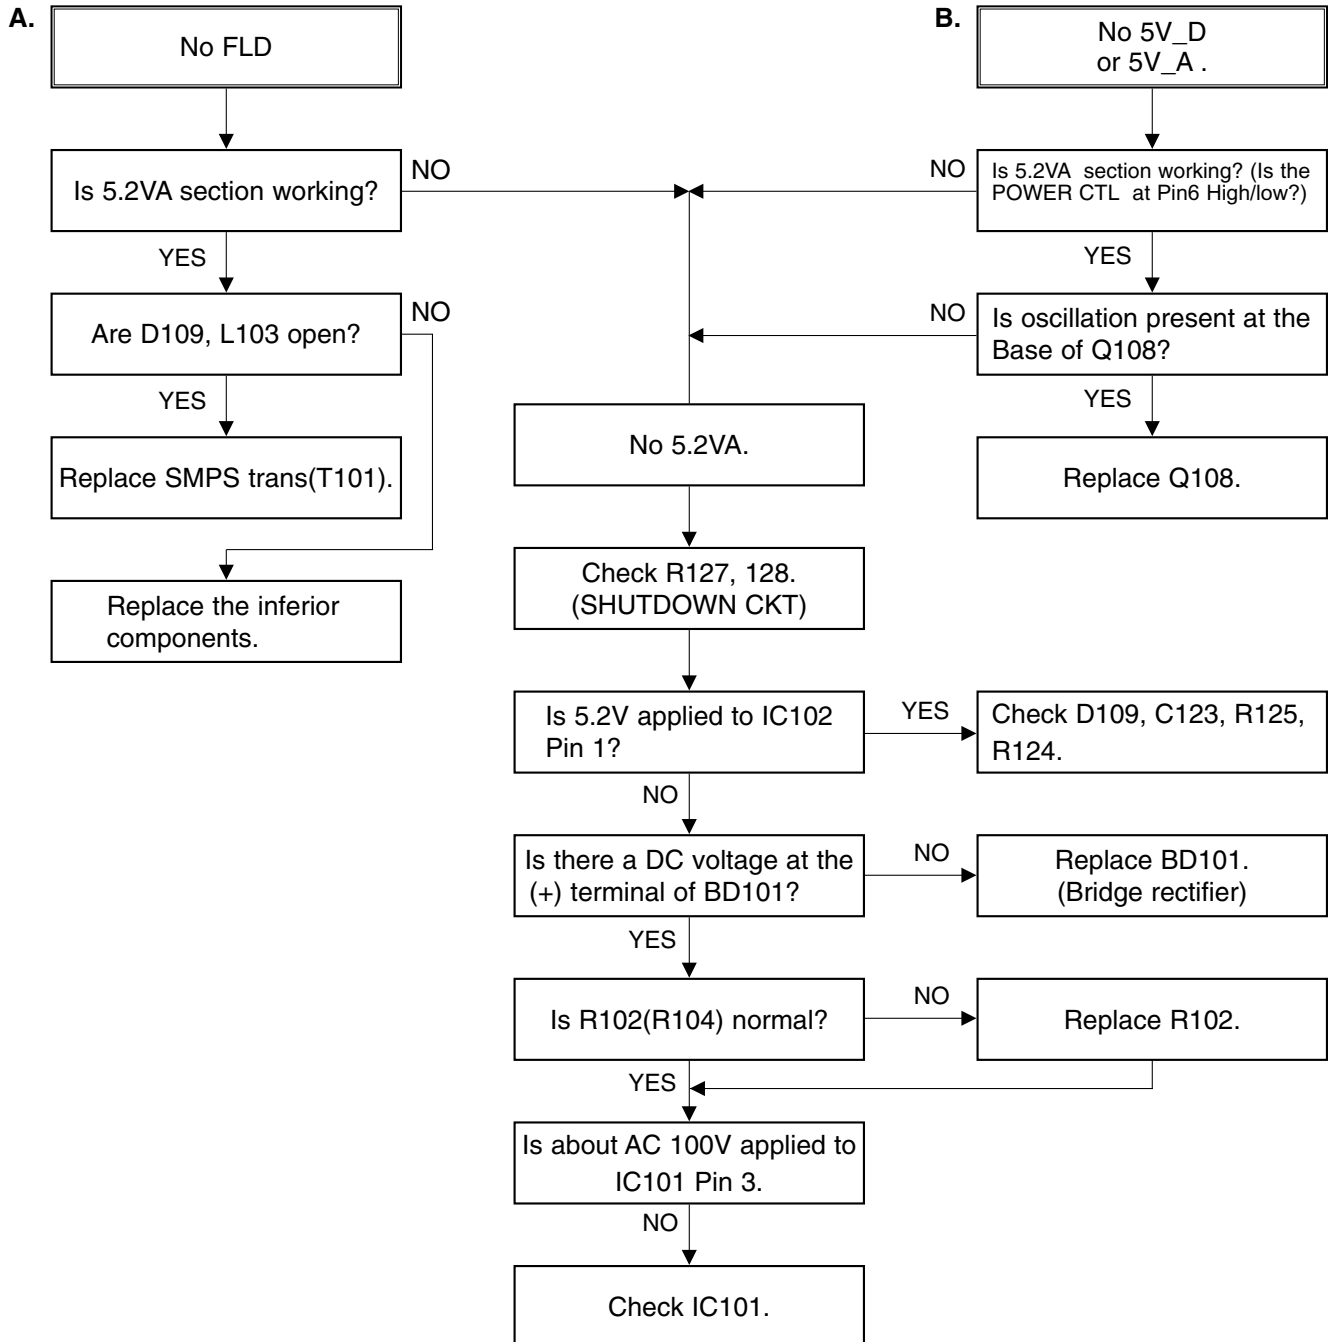 A.
No FLD
Is 5.2VA section working?
NO
YES
Are D109, L103 open?
NO
YES
Replace SMPS trans(T101).
Replace the inferior
components.
B.
No 5V_D
or 5V_A .
Is 5.2VA section working? (Is the
POWER CTL at Pin6 High/low?)
NO
YES
Is oscillation present at the
Base of Q108?
NO
YES
Replace Q108.
No 5.2VA.
Check R127, 128.
(SHUTDOWN CKT)
Is 5.2V applied to IC102
Pin 1?
YES
Check D109, C123, R125,
R124.
NO
Is there a DC voltage at the
(+) terminal of BD101?
NO
Replace BD101.
(Bridge rectifier)
YES
Is R102(R104) normal?
NO
Replace R102.
YES
Is about AC 100V applied to
IC101 Pin 3.
NO
Check IC101.